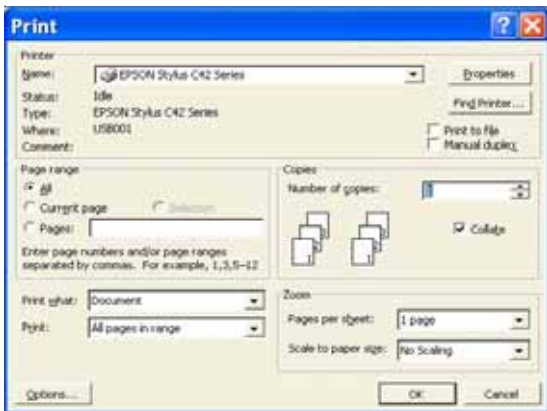 Print
Printer
Name: EPSON Stylus C42 Series Properties
Status: Idle Find Printer...
Type: EPSON Stylus C42 Series
Where: USB001 Print to file
Comment: Manual duplex
Page range
All
Current page Selection
Pages:
Enter page numbers and/or page ranges
separated by commas. For example, 1,3,5–12
Copies
Number of copies: 1
Collate
Print what: Document
Print: All pages in range
Zoom
Pages per sheet: 1 page
Scale to paper size: No Scaling
Options... OK Cancel